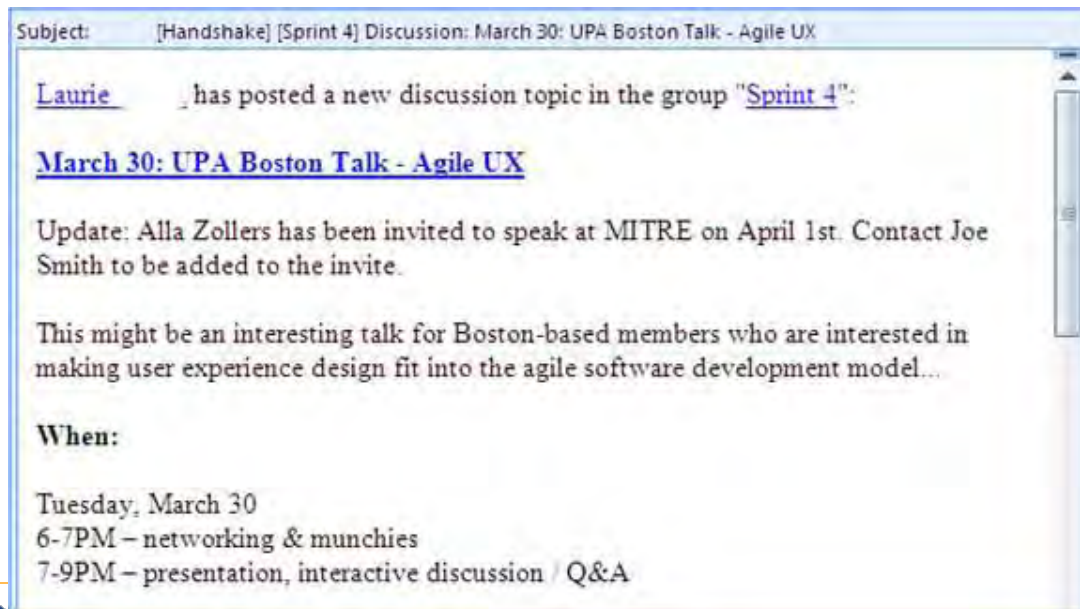 Subject: [Handshake] [Sprint 4] Discussion: March 30: UPA Boston Talk - Agile UX
Laurie , has posted a new discussion topic in the group "Sprint 4":
March 30: UPA Boston Talk - Agile UX
Update: Alla Zollers has been invited to speak at MITRE on April 1st. Contact Joe
Smith to be added to the invite.
This might be an interesting talk for Boston-based members who are interested in
making user experience design fit into the agile software development model...
When:
Tuesday, March 30
6-7PM – networking & munchies
7-9PM – presentation, interactive discussion / Q&A